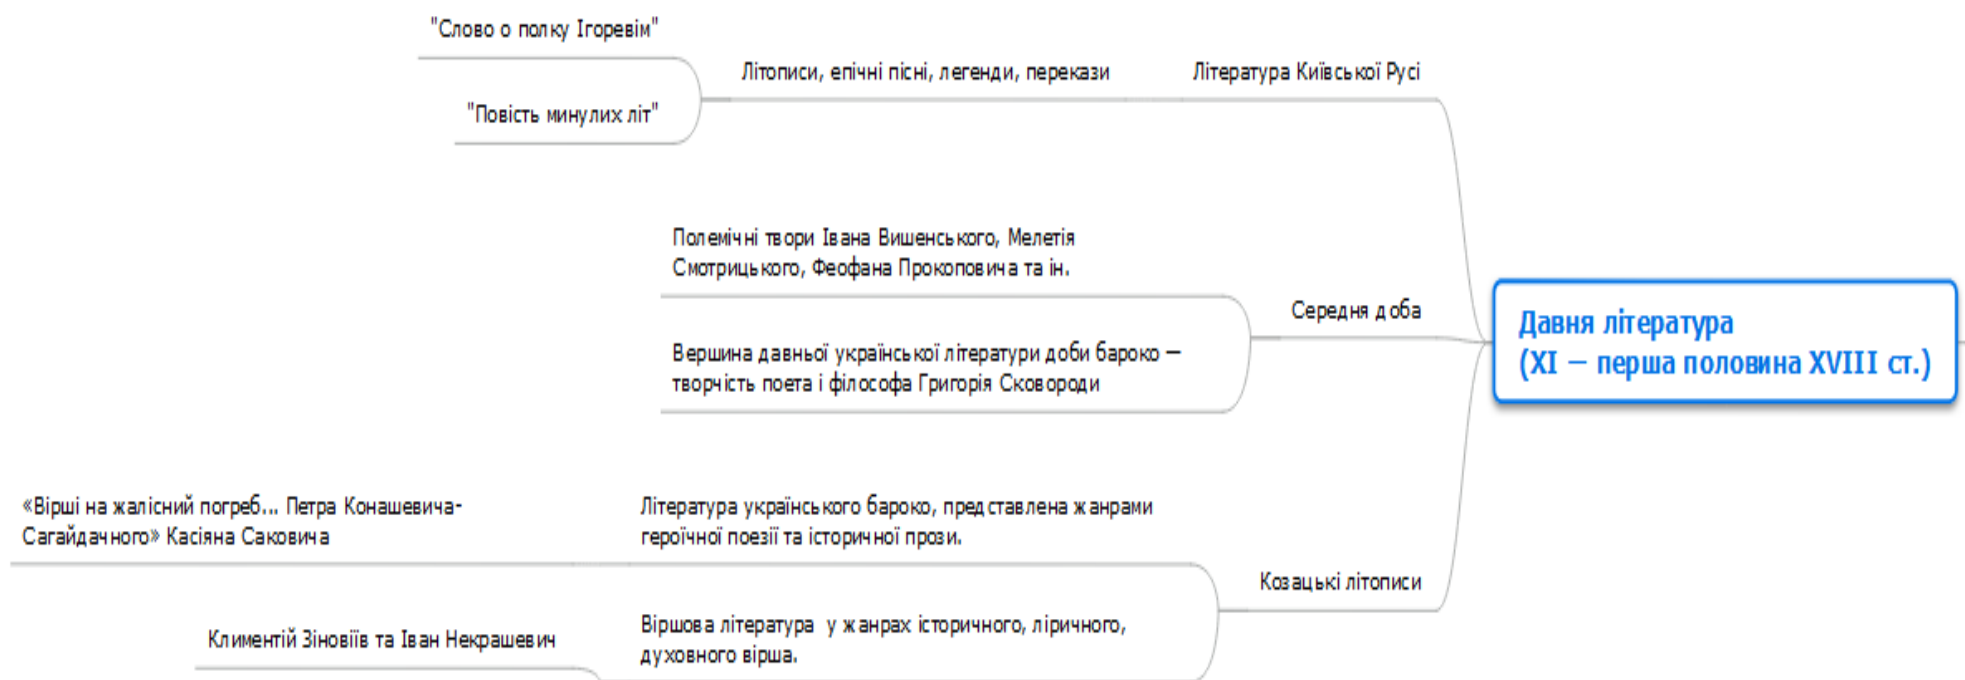 "Слово о полку Ігоревім"
Літописи, епічні пісні, легенди, перекази
Література Київської Русі
"Повість минулих літ"
Полемічні твори Івана Вишенського, Мелетія
Смотрицького, Феофана Прокоповича та ін.
Середня доба
Вершина давньої української літератури доби бароко —
творчість поета і філософа Григорія Сковороди
Давня література
(XI — перша половина XVIII ст.)
«Вірші на жалісний погреб... Петра Конашевича-
Сагайдачного» Касіяна Саковича
Література українського бароко, представлена жанрами
героїчної поезії та історичної прози.
Козацькі літописи
Климентій Зіновіїв та Іван Некрашевич
Віршова література у жанрах історичного, ліричного,
духовного вірша.